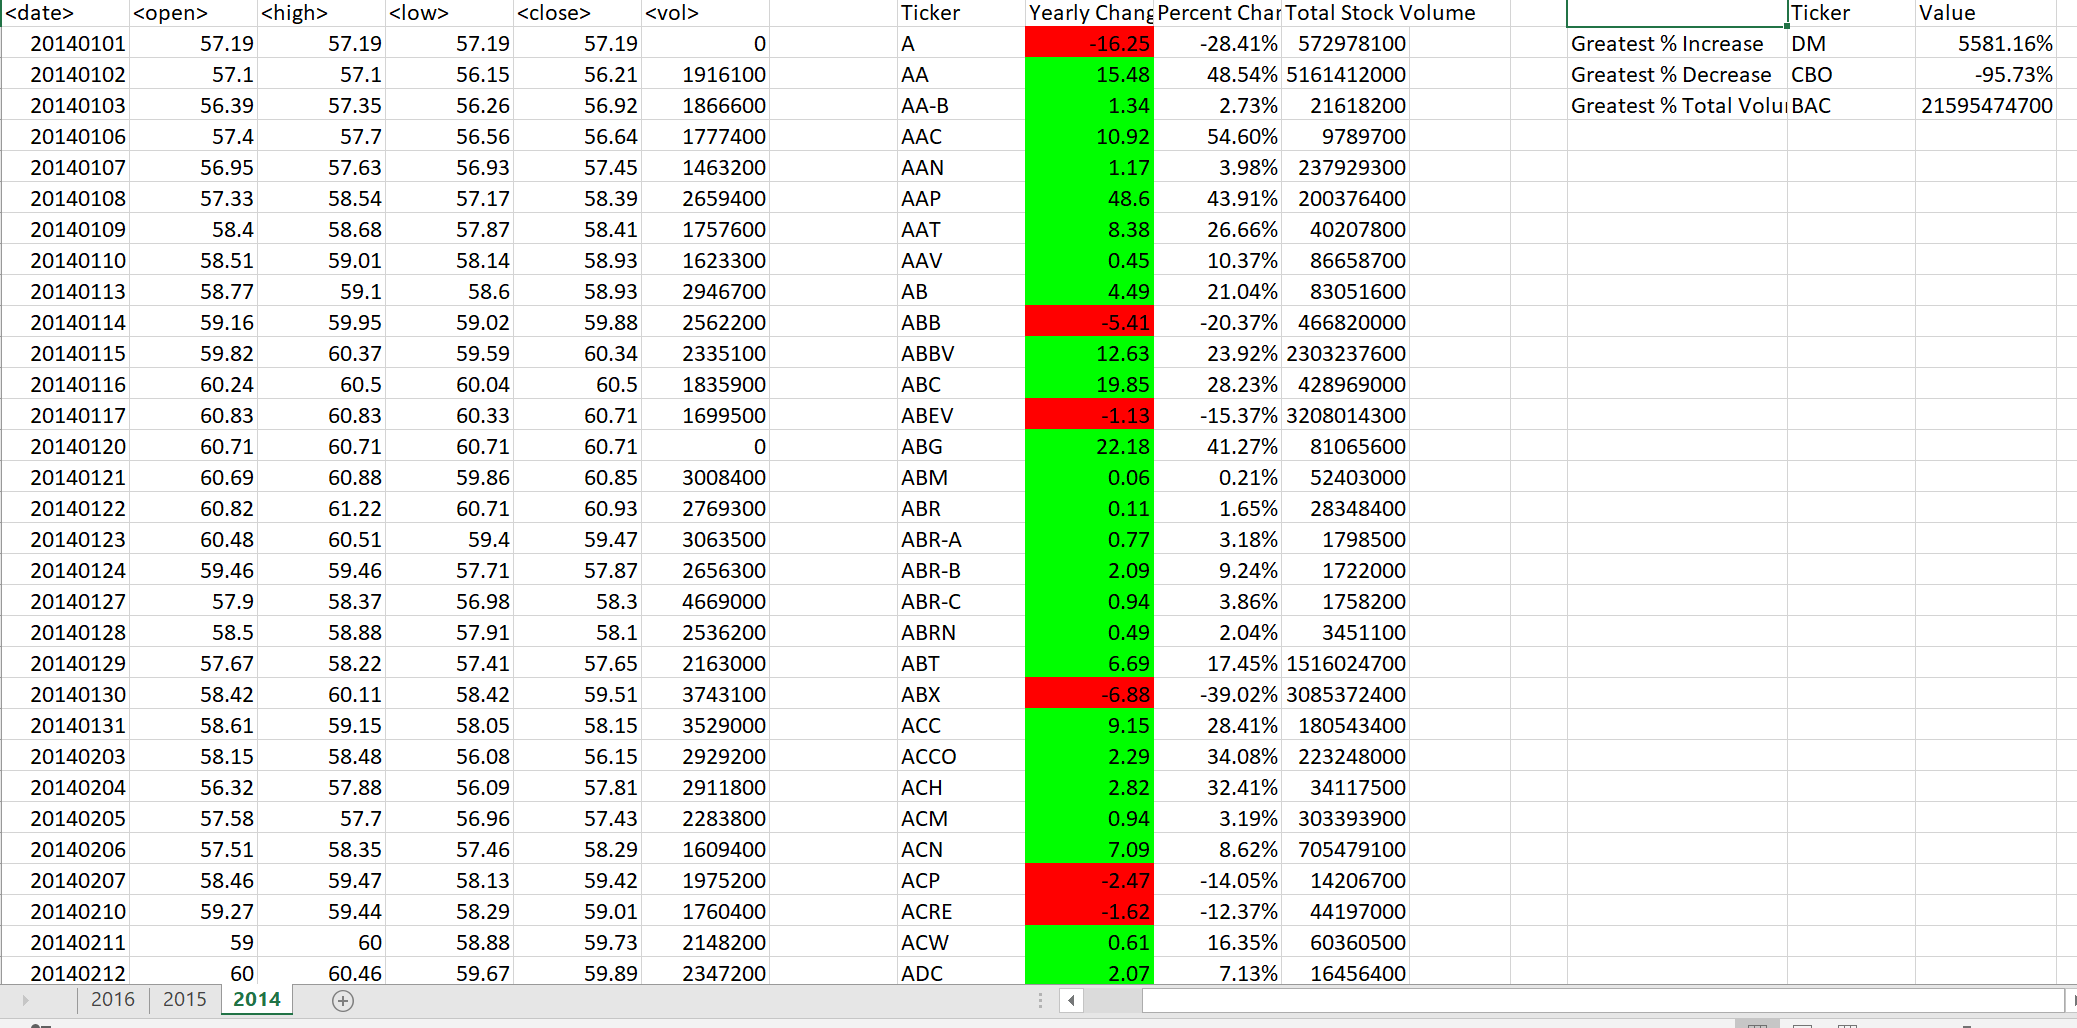 <date> <open> <high> <low> <close> <vol> Ticker Yearly Chang Percent Char Total Stock Volume Ticker Value
20140101 57.19 57.19 57.19 57.19 0 A -16.25 -28.41% 572978100 Greatest % Increase DM 5581.16%
20140102 57.1 57.1 56.15 56.21 1916100 AA 15.48 48.54% 5161412000 Greatest % Decrease CBO -95.73%
20140103 56.39 57.35 56.26 56.92 1866600 AA-B 1.34 2.73% 21618200 Greatest % Total Volu BAC 21595474700
20140106 57.4 57.7 56.56 56.64 1777400 AAC 10.92 54.60% 9789700
20140107 56.95 57.63 56.93 57.45 1463200 AAN 1.17 3.98% 237929300
20140108 57.33 58.54 57.17 58.39 2659400 AAP 48.6 43.91% 200376400
20140109 58.4 58.68 57.87 58.41 1757600 AAT 8.38 26.66% 40207800
20140110 58.51 59.01 58.14 58.93 1623300 AAV 0.45 10.37% 86658700
20140113 58.77 59.1 58.6 58.93 2946700 AB 4.49 21.04% 83051600
20140114 59.16 59.95 59.02 59.88 2562200 ABB -5.41 -20.37% 466820000
20140115 59.82 60.37 59.59 60.34 2335100 ABBV 12.63 23.92% 2303237600
20140116 60.24 60.5 60.04 60.5 1835900 ABC 19.85 28.23% 428969000
20140117 60.83 60.83 60.33 60.71 1699500 ABEV -1.13 -15.37% 3208014300
20140120 60.71 60.71 60.71 60.71 0 ABG 22.18 41.27% 81065600
20140121 60.69 60.88 59.86 60.85 3008400 ABM 0.06 0.21% 52403000
20140122 60.82 61.22 60.71 60.93 2769300 ABR 0.11 1.65% 28348400
20140123 60.48 60.51 59.4 59.47 3063500 ABR-A 0.77 3.18% 1798500
20140124 59.46 59.46 57.71 57.87 2656300 ABR-B 2.09 9.24% 1722000
20140127 57.9 58.37 56.98 58.3 4669000 ABR-C 0.94 3.86% 1758200
20140128 58.5 58.88 57.91 58.1 2536200 ABRN 0.49 2.04% 3451100
20140129 57.67 58.22 57.41 57.65 2163000 ABT 6.69 17.45% 1516024700
20140130 58.42 60.11 58.42 59.51 3743100 ABX -6.88 -39.02% 3085372400
20140131 58.61 59.15 58.05 58.15 3529000 ACC 9.15 28.41% 180543400
20140203 58.15 58.48 56.08 56.15 2929200 ACCO 2.29 34.08% 223248000
20140204 56.32 57.88 56.09 57.81 2911800 ACH 2.82 32.41% 34117500
20140205 57.58 57.7 56.96 57.43 2283800 ACM 0.94 3.19% 303393900
20140206 57.51 58.35 57.46 58.29 1609400 ACN 7.09 8.62% 705479100
20140207 58.46 59.47 58.13 59.42 1975200 ACP -2.47 -14.05% 14206700
20140210 59.27 59.44 58.29 59.01 1760400 ACRE -1.62 -12.37% 44197000
20140211 59 60 58.88 59.73 2148200 ACW 0.61 16.35% 60360500
20140212 60 60.46 59.67 59.89 2347200 ADC 2.07 7.13% 16456400
2016 2015 2014